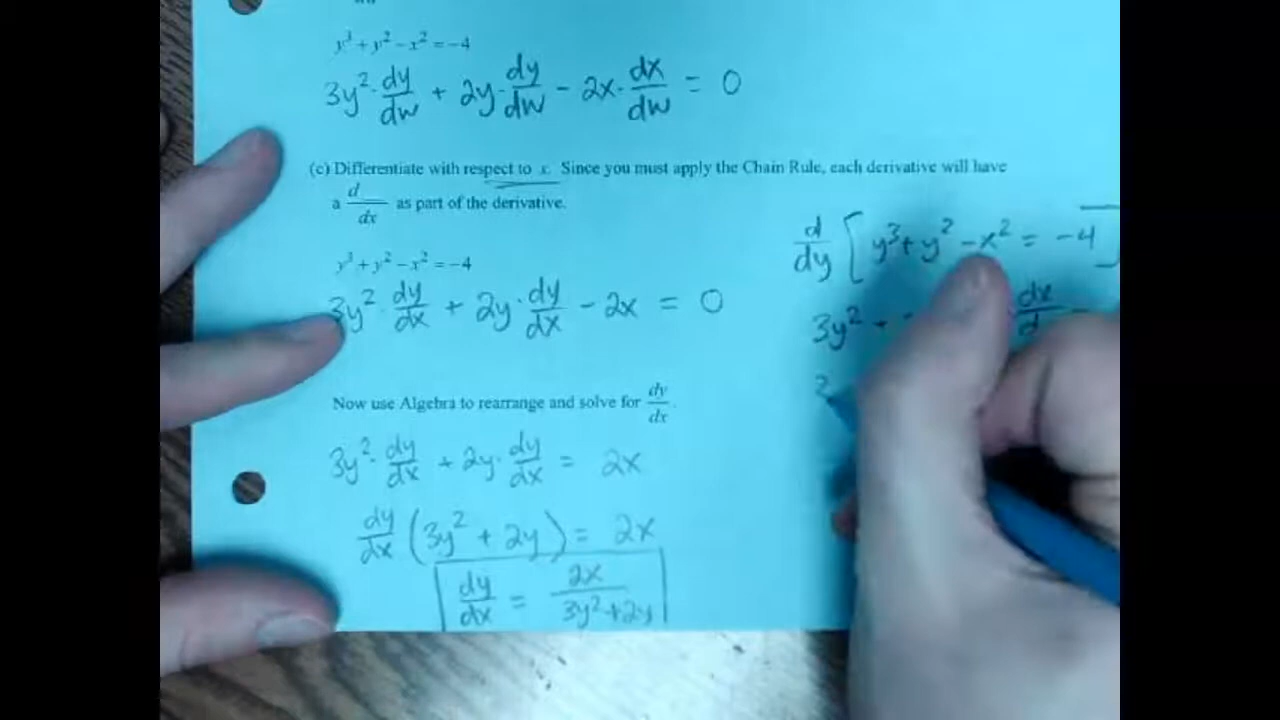 y³ + y² − x² = −4
3y² · dy/dw + 2y · dy/dw − 2x · dx/dw = 0
(c) Differentiate with respect to x. Since you must apply the Chain Rule, each derivative will have
a d/dx as part of the derivative.
y³ + y² − x² = −4
3y² · dy/dx + 2y · dy/dx − 2x = 0
Now use Algebra to rearrange and solve for dy/dx.
3y² · dy/dx + 2y · dy/dx = 2x
dy/dx (3y² + 2y) = 2x
dy/dx = 2x/3y²+2y
d/dy [y³ + y² − x² = −4]
3y² +